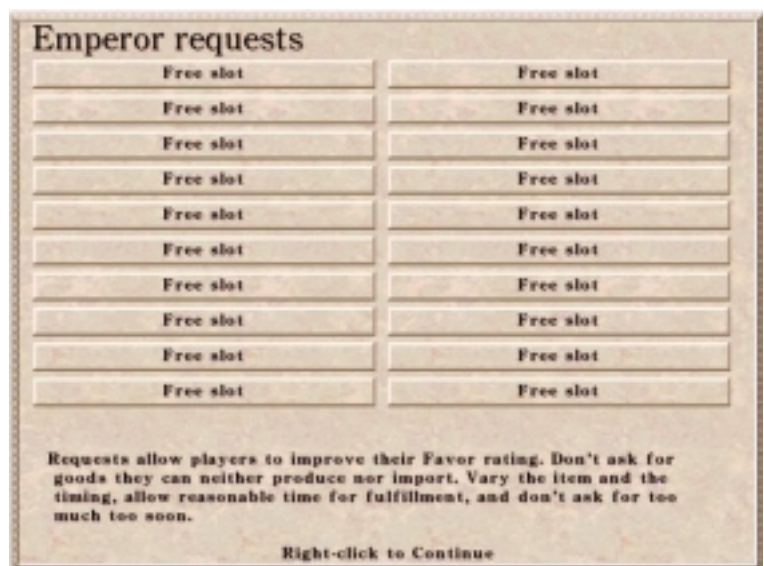 Emperor requests
Free slot Free slot
Free slot Free slot
Free slot Free slot
Free slot Free slot
Free slot Free slot
Free slot Free slot
Free slot Free slot
Free slot Free slot
Free slot Free slot
Free slot Free slot
Requests allow players to improve their Favor rating. Don't ask for
goods they can neither produce nor import. Vary the item and the
timing, allow reasonable time for fulfillment, and don't ask for too
much too soon.
Right-click to Continue